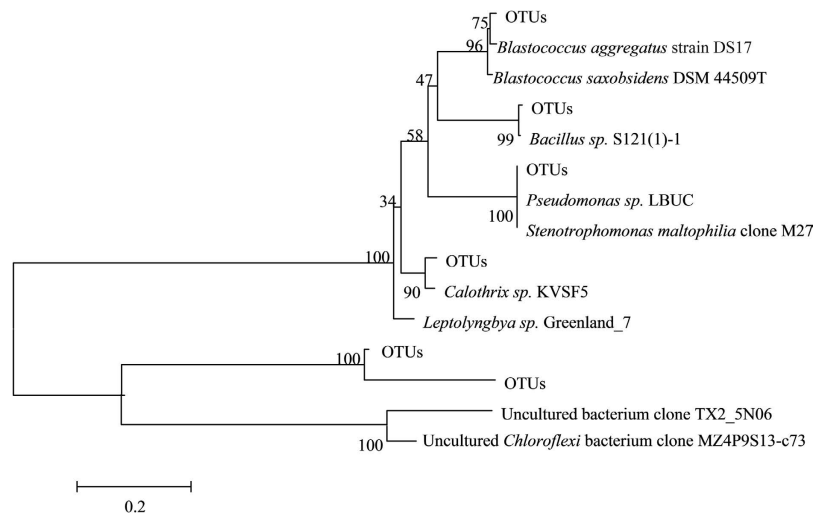 OTUs
75
Blastococcus aggregatus strain DS17
96
Blastococcus saxobsidens DSM 44509T
47
OTUs
99
Bacillus sp. S121(1)-1
58
OTUs
Pseudomonas sp. LBUC
100
Stenotrophomonas maltophilia clone M27
34
OTUs
100
90
Calothrix sp. KVSF5
Leptolyngbya sp. Greenland_7
OTUs
100
OTUs
Uncultured bacterium clone TX2_5N06
100
Uncultured Chloroflexi bacterium clone MZ4P9S13-c73
0.2